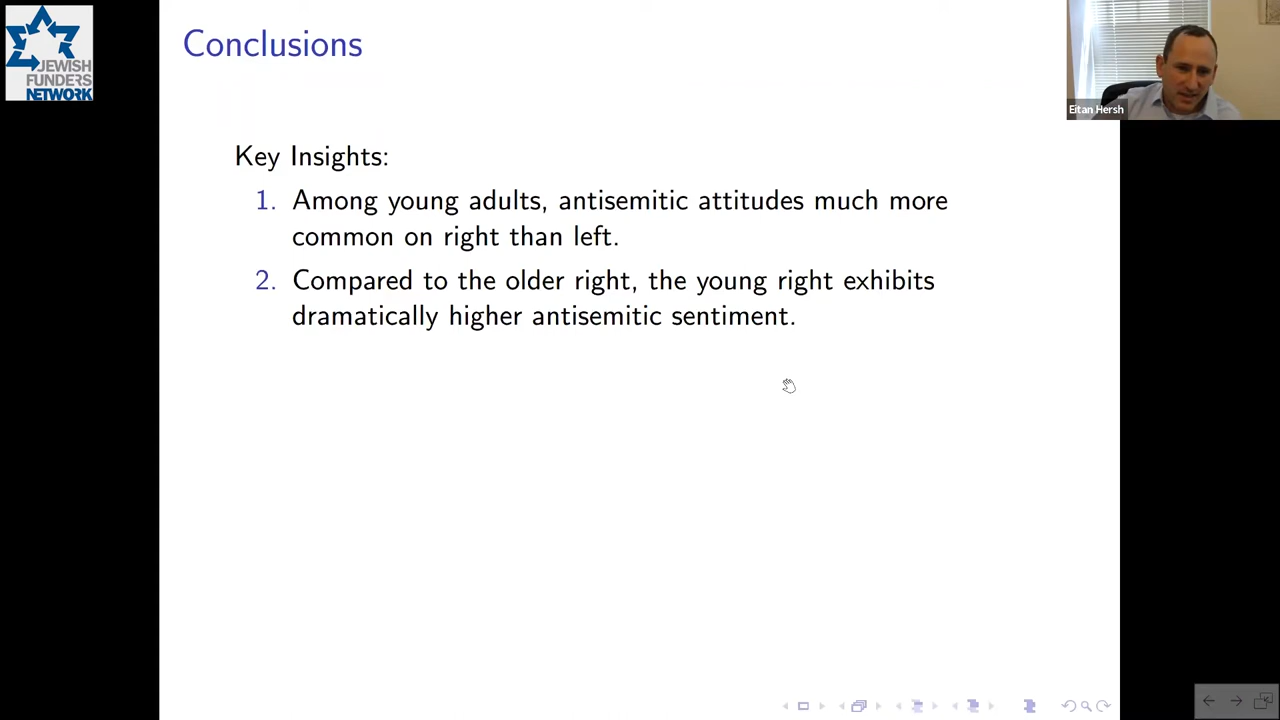 JEWISH
FUNDERS
NETWORK
Conclusions
Eitan Hersh
Key Insights:
1. Among young adults, antisemitic attitudes much more
common on right than left.
2. Compared to the older right, the young right exhibits
dramatically higher antisemitic sentiment.